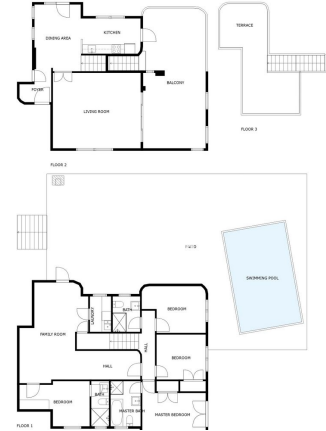 TERRACE
KITCHEN
DINING AREA
BALCONY
FOYER
LIVING ROOM
FLOOR 3
FLOOR 2
SWIMMING POOL
BATH
BEDROOM
LAUNDRY
FAMILY ROOM
HALL
BEDROOM
HALL
BATH
BEDROOM
MASTER BATH
MASTER BEDROOM
FLOOR 1